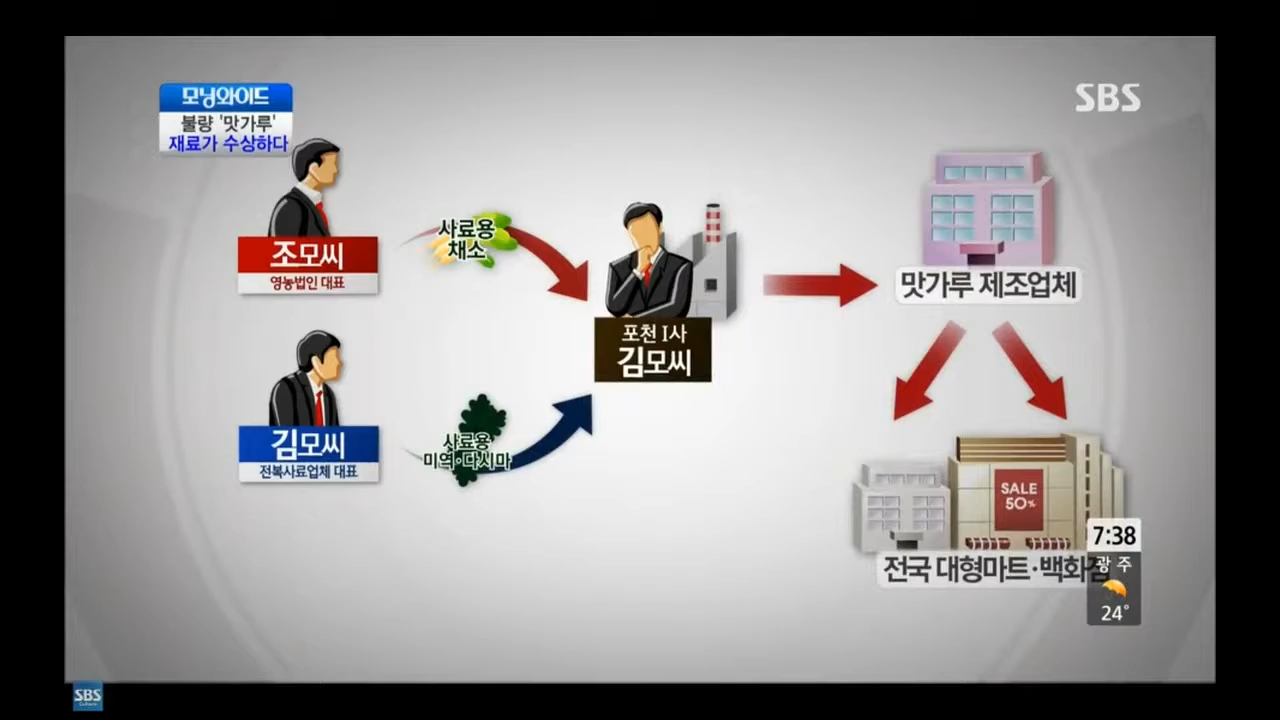 모닝와이드
불량 '맛가루'
재료가 수상하다
SBS
조모씨
영농법인 대표
사료용
채소
김모씨
전복사료업체 대표
사료용
미역·다시마
포천 I사
김모씨
맛가루 제조업체
SALE
50%
전국 대형마트·백화점
7:38
광주
24°
SBS
Culture